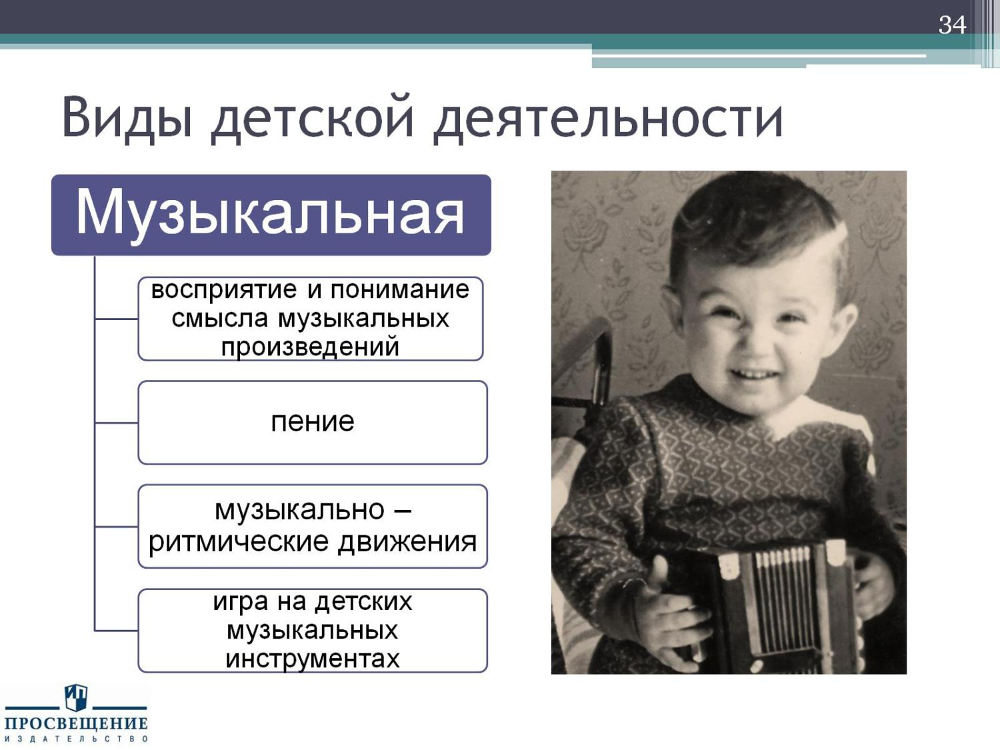 34
Виды детской деятельности
Музыкальная
восприятие и понимание
смысла музыкальных
произведений
пение
музыкально –
ритмические движения
игра на детских
музыкальных
инструментах
ИП
ПРОСВЕЩЕНИЕ
ИЗДАТЕЛЬСТВО